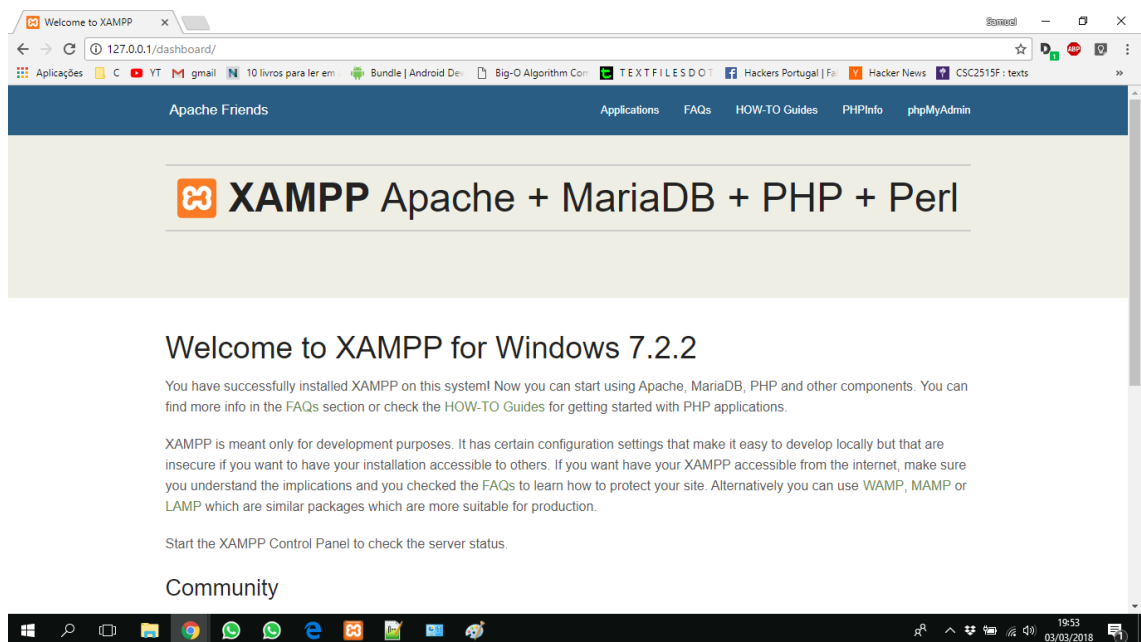 Welcome to XAMPP
Samuel
127.0.0.1/dashboard/
Aplicações C YT gmail 10 livros para ler em Bundle | Android Dev Big-O Algorithm Com T E X T F I L E S D O T Hackers Portugal | Fa Hacker News CSC2515F : texts
Apache Friends Applications FAQs HOW-TO Guides PHPInfo phpMyAdmin
XAMPP Apache + MariaDB + PHP + Perl
Welcome to XAMPP for Windows 7.2.2
You have successfully installed XAMPP on this system! Now you can start using Apache, MariaDB, PHP and other components. You can
find more info in the FAQs section or check the HOW-TO Guides for getting started with PHP applications.
XAMPP is meant only for development purposes. It has certain configuration settings that make it easy to develop locally but that are
insecure if you want to have your installation accessible to others. If you want have your XAMPP accessible from the internet, make sure
you understand the implications and you checked the FAQs to learn how to protect your site. Alternatively you can use WAMP, MAMP or
LAMP which are similar packages which are more suitable for production.
Start the XAMPP Control Panel to check the server status.
Community
19:53
03/03/2018